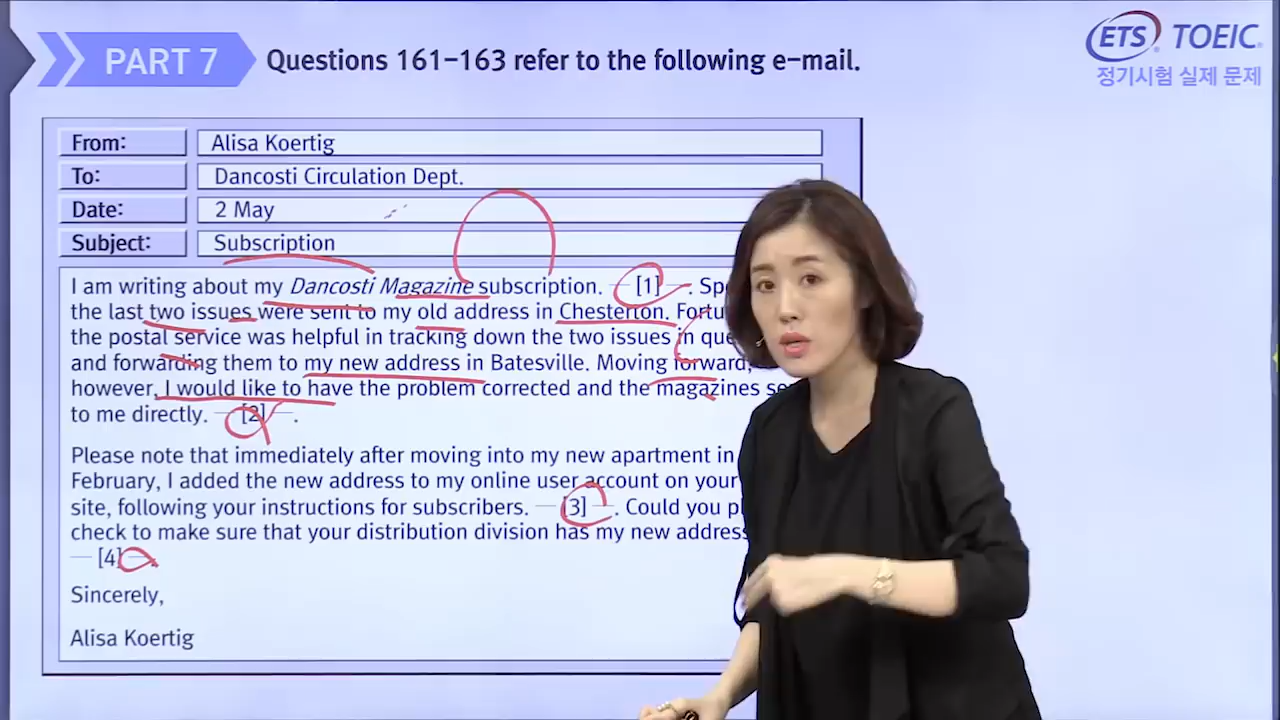 PART 7
Questions 161-163 refer to the following e-mail.
ETS TOEIC
정기시험 실제 문제
From: Alisa Koertig
To: Dancosti Circulation Dept.
Date: 2 May
Subject: Subscription
I am writing about my Dancosti Magazine subscription. — [1] — .
the last two issues were sent to my old address in Chesterton.
the postal service was helpful in tracking down the two issues in
and forwarding them to my new address in Batesville. Moving forward,
however, I would like to have the problem corrected and the magazines
to me directly. — [2] — .
Please note that immediately after moving into my new apartment in
February, I added the new address to my online user account on your
site, following your instructions for subscribers. — [3] — . Could you
check to make sure that your distribution division has my new address
— [4] —
Sincerely,
Alisa Koertig